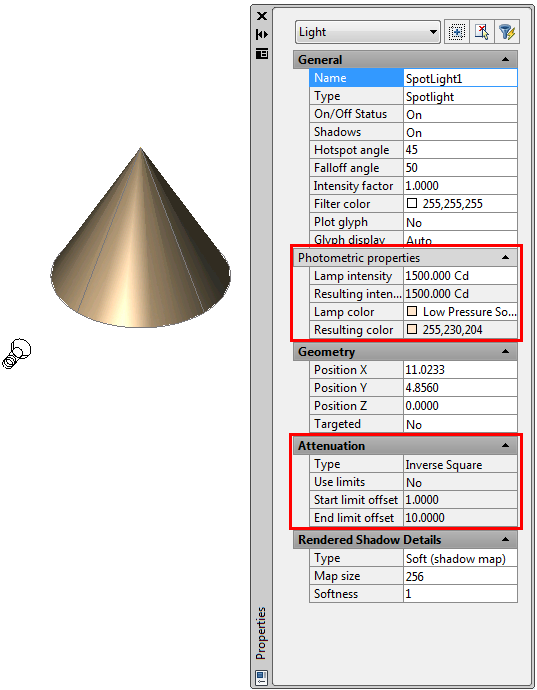 Light
General
Name SpotLight1
Type Spotlight
On/Off Status On
Shadows On
Hotspot angle 45
Falloff angle 50
Intensity factor 1.0000
Filter color 255,255,255
Plot glyph No
Glyph display Auto
Photometric properties
Lamp intensity 1500.000 Cd
Resulting inten... 1500.000 Cd
Lamp color Low Pressure So...
Resulting color 255,230,204
Geometry
Position X 11.0233
Position Y 4.8560
Position Z 0.0000
Targeted No
Attenuation
Type Inverse Square
Use limits No
Start limit offset 1.0000
End limit offset 10.0000
Rendered Shadow Details
Type Soft (shadow map)
Map size 256
Softness 1
Properties